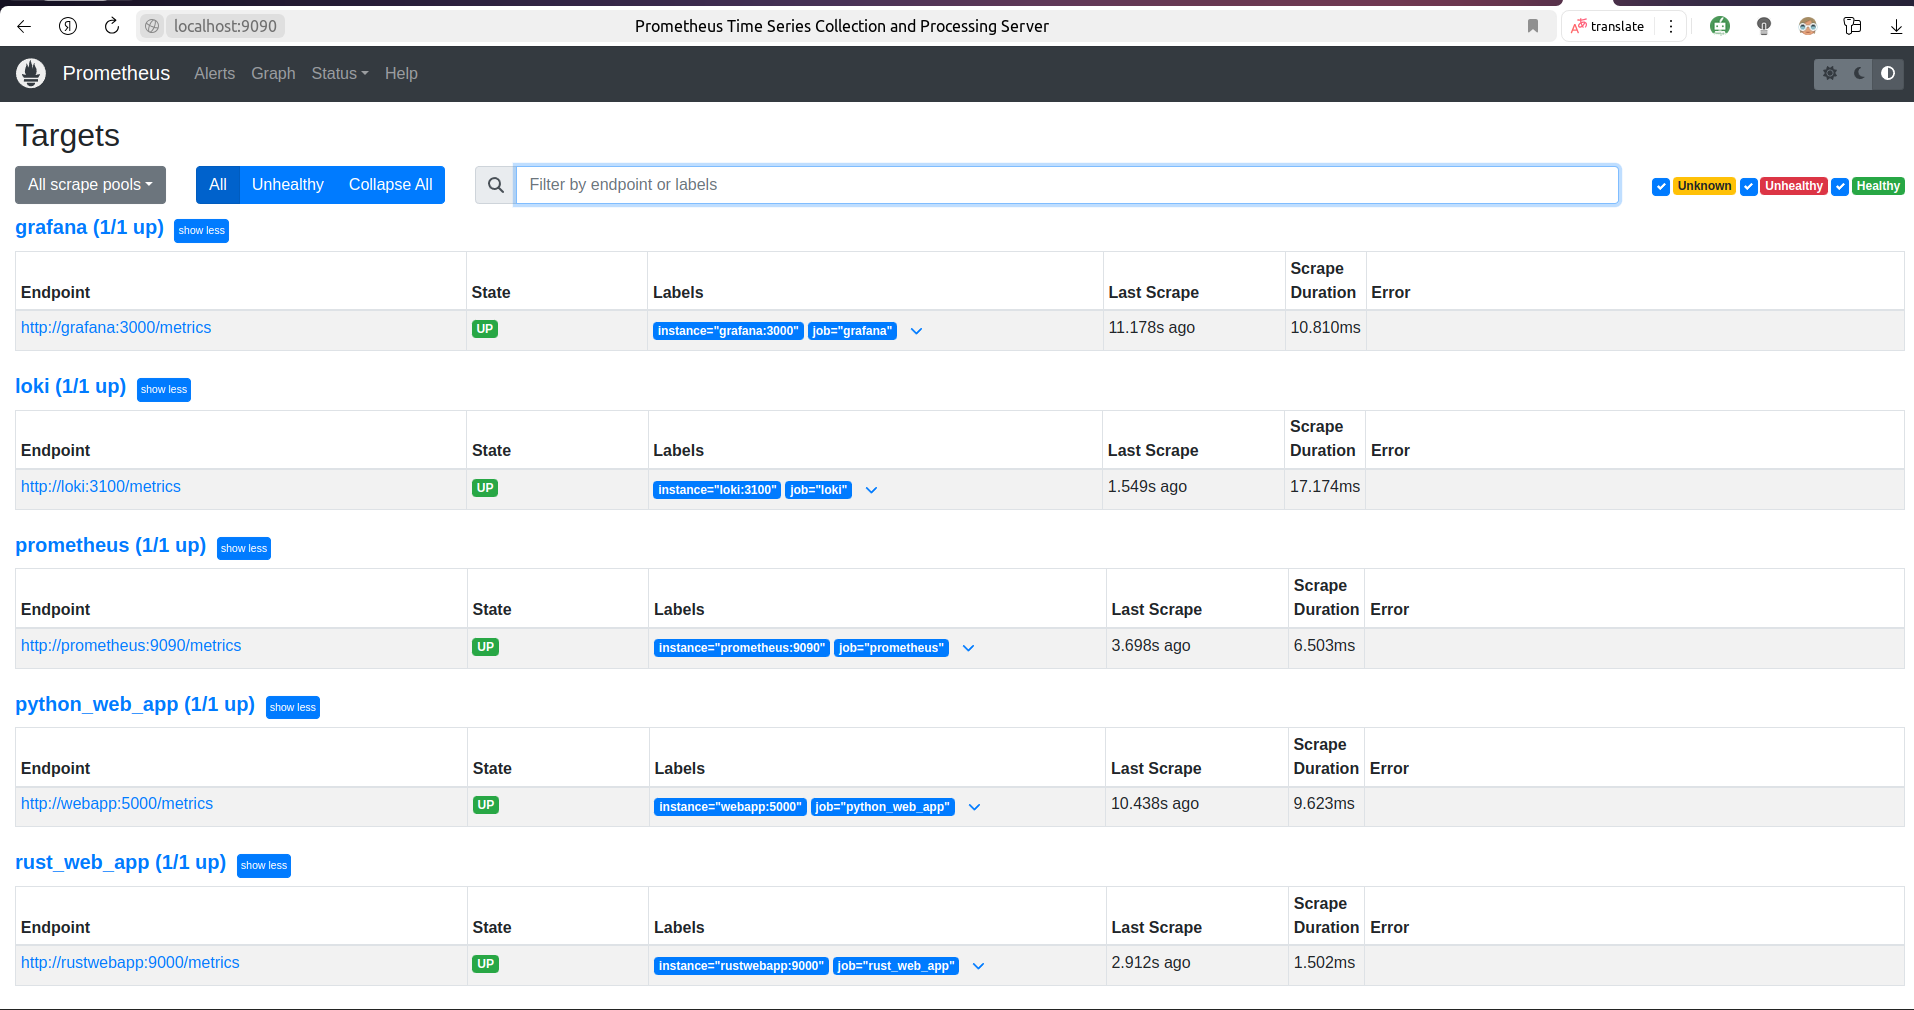 localhost:9090 Prometheus Time Series Collection and Processing Server translate
Prometheus Alerts Graph Status Help
Targets
All scrape pools All Unhealthy Collapse All Filter by endpoint or labels Unknown Unhealthy Healthy
grafana (1/1 up) show less
Endpoint State Labels Last Scrape Scrape Duration Error
http://grafana:3000/metrics UP instance="grafana:3000" job="grafana" 11.178s ago 10.810ms
loki (1/1 up) show less
Endpoint State Labels Last Scrape Scrape Duration Error
http://loki:3100/metrics UP instance="loki:3100" job="loki" 1.549s ago 17.174ms
prometheus (1/1 up) show less
Endpoint State Labels Last Scrape Scrape Duration Error
http://prometheus:9090/metrics UP instance="prometheus:9090" job="prometheus" 3.698s ago 6.503ms
python_web_app (1/1 up) show less
Endpoint State Labels Last Scrape Scrape Duration Error
http://webapp:5000/metrics UP instance="webapp:5000" job="python_web_app" 10.438s ago 9.623ms
rust_web_app (1/1 up) show less
Endpoint State Labels Last Scrape Scrape Duration Error
http://rustwebapp:9000/metrics UP instance="rustwebapp:9000" job="rust_web_app" 2.912s ago 1.502ms